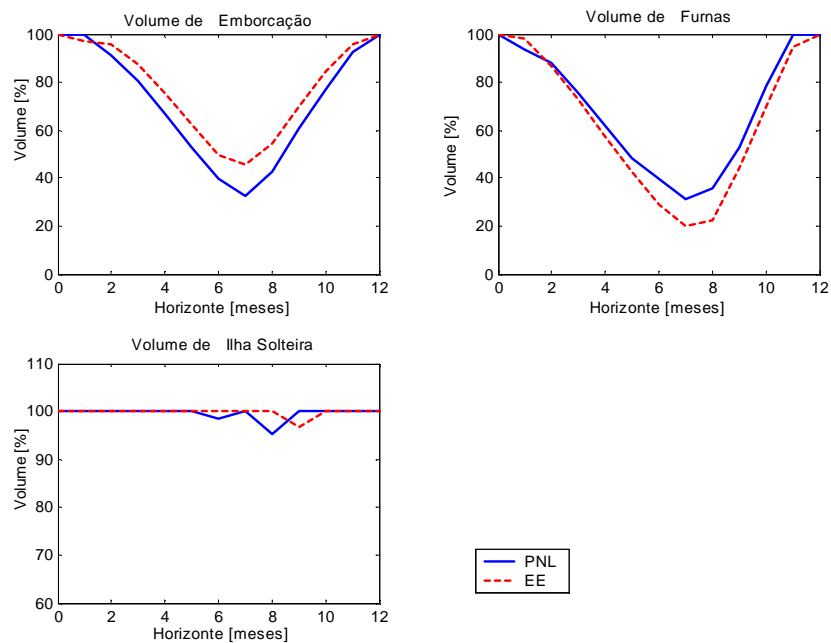 Volume de Emborcação
100
80
60
40
20
0
Volume [%]
0 2 4 6 8 10 12
Horizonte [meses]
Volume de Furnas
100
80
60
40
20
0
Volume [%]
0 2 4 6 8 10 12
Horizonte [meses]
Volume de Ilha Solteira
110
100
90
80
70
60
Volume [%]
0 2 4 6 8 10 12
Horizonte [meses]
PNL
EE